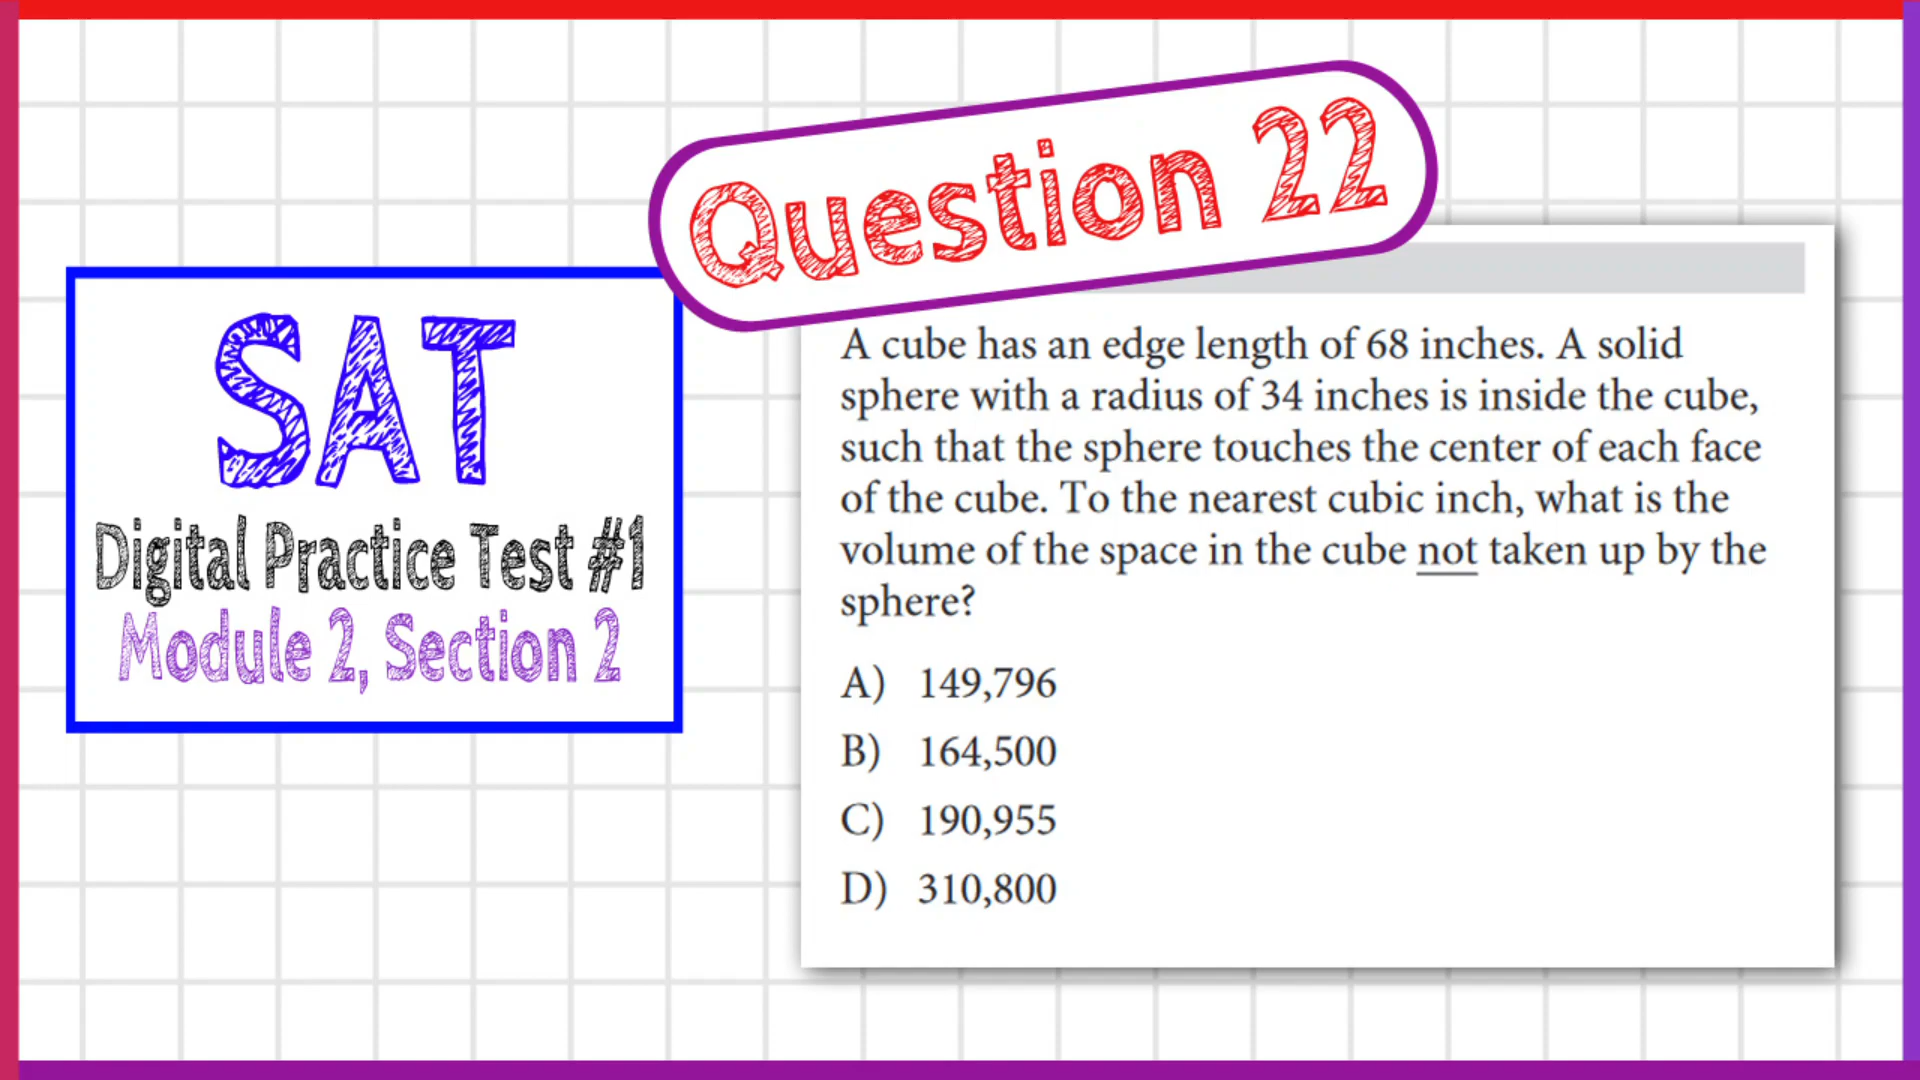 Question 22
SAT
Digital Practice Test #1
Module 2, Section 2
A cube has an edge length of 68 inches. A solid
sphere with a radius of 34 inches is inside the cube,
such that the sphere touches the center of each face
of the cube. To the nearest cubic inch, what is the
volume of the space in the cube not taken up by the
sphere?
A) 149,796
B) 164,500
C) 190,955
D) 310,800